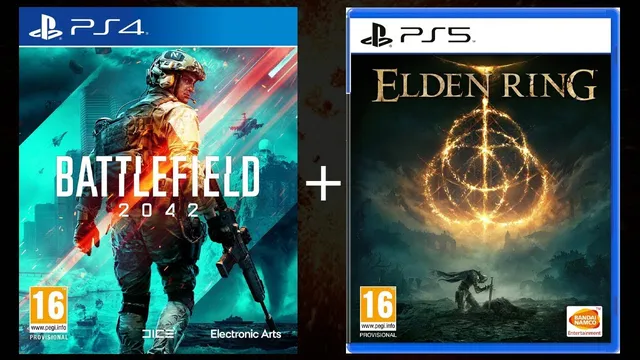 PS4
BATTLEFIELD
2042
16
www.pegi.info
PROVISIONAL
DICE
Electronic Arts
+
PS5
ELDEN RING
16
www.pegi.info
PROVISIONAL
BANDAI
NAMCO
Entertainment